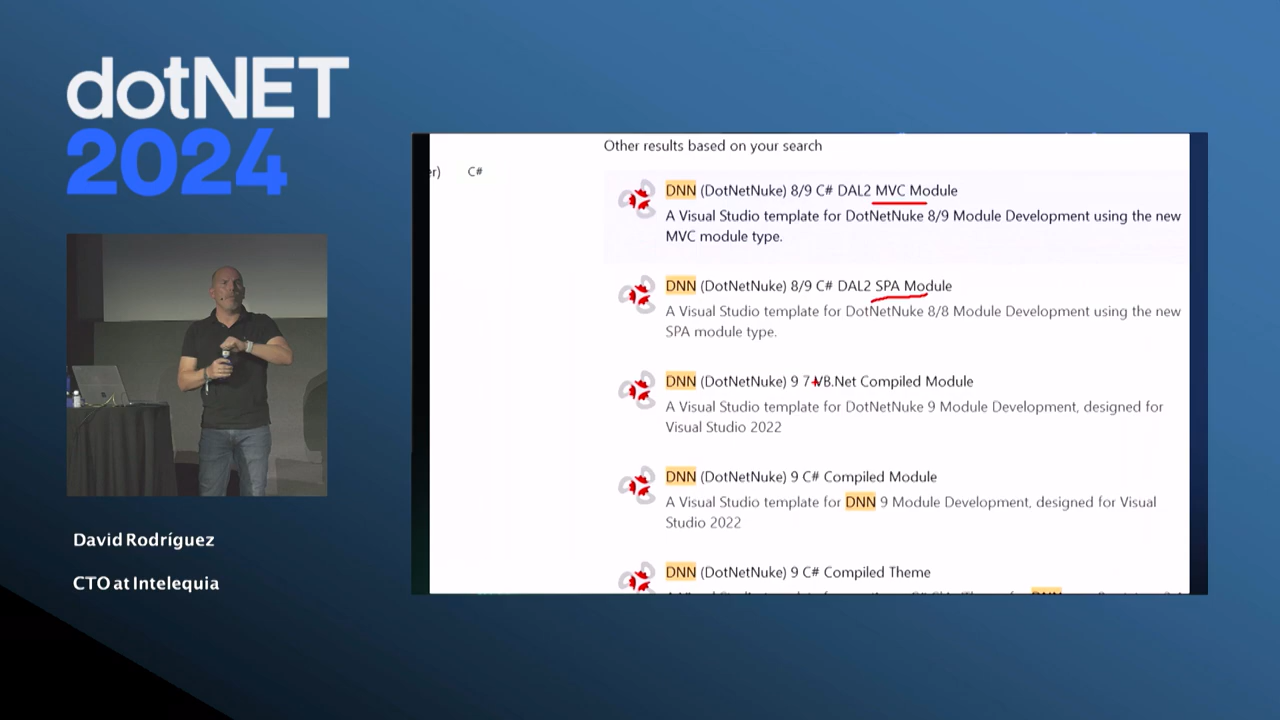 dotNET
2024
David Rodríguez
CTO at Intelequia
Other results based on your search
C#
DNN (DotNetNuke) 8/9 C# DAL2 MVC Module
A Visual Studio template for DotNetNuke 8/9 Module Development using the new
MVC module type.
DNN (DotNetNuke) 8/9 C# DAL2 SPA Module
A Visual Studio template for DotNetNuke 8/8 Module Development using the new
SPA module type.
DNN (DotNetNuke) 9 7 VB.Net Compiled Module
A Visual Studio template for DotNetNuke 9 Module Development, designed for
Visual Studio 2022
DNN (DotNetNuke) 9 C# Compiled Module
A Visual Studio template for DNN 9 Module Development, designed for Visual
Studio 2022
DNN (DotNetNuke) 9 C# Compiled Theme